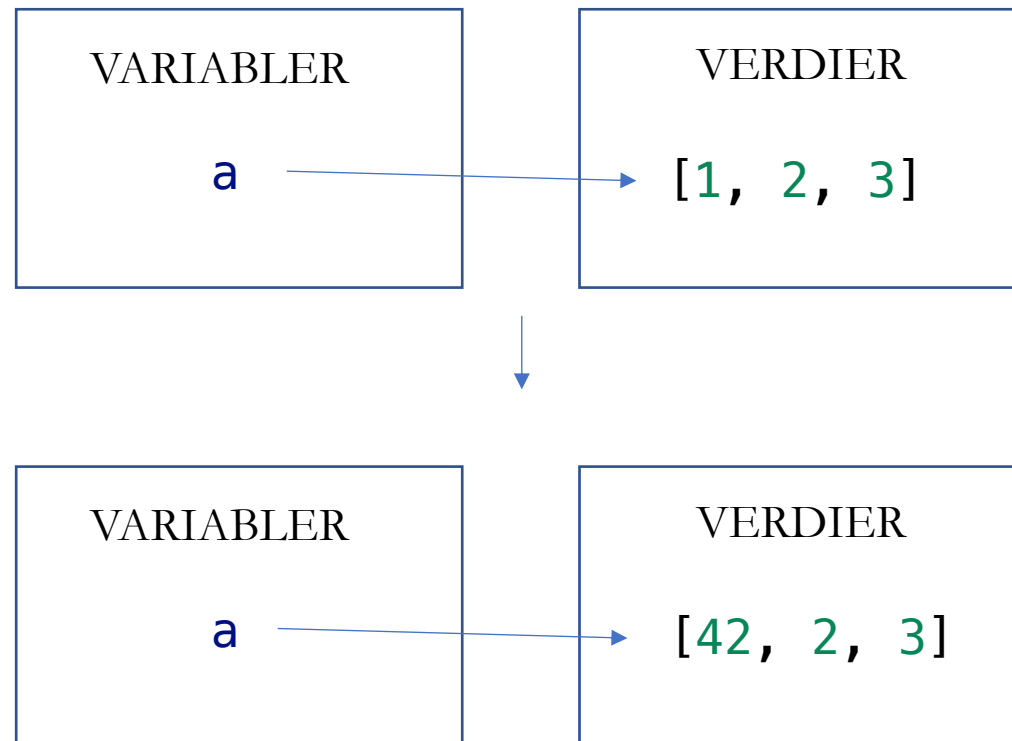 VARIABLER
VERDIER
a
[1, 2, 3]
VARIABLER
VERDIER
a
[42, 2, 3]